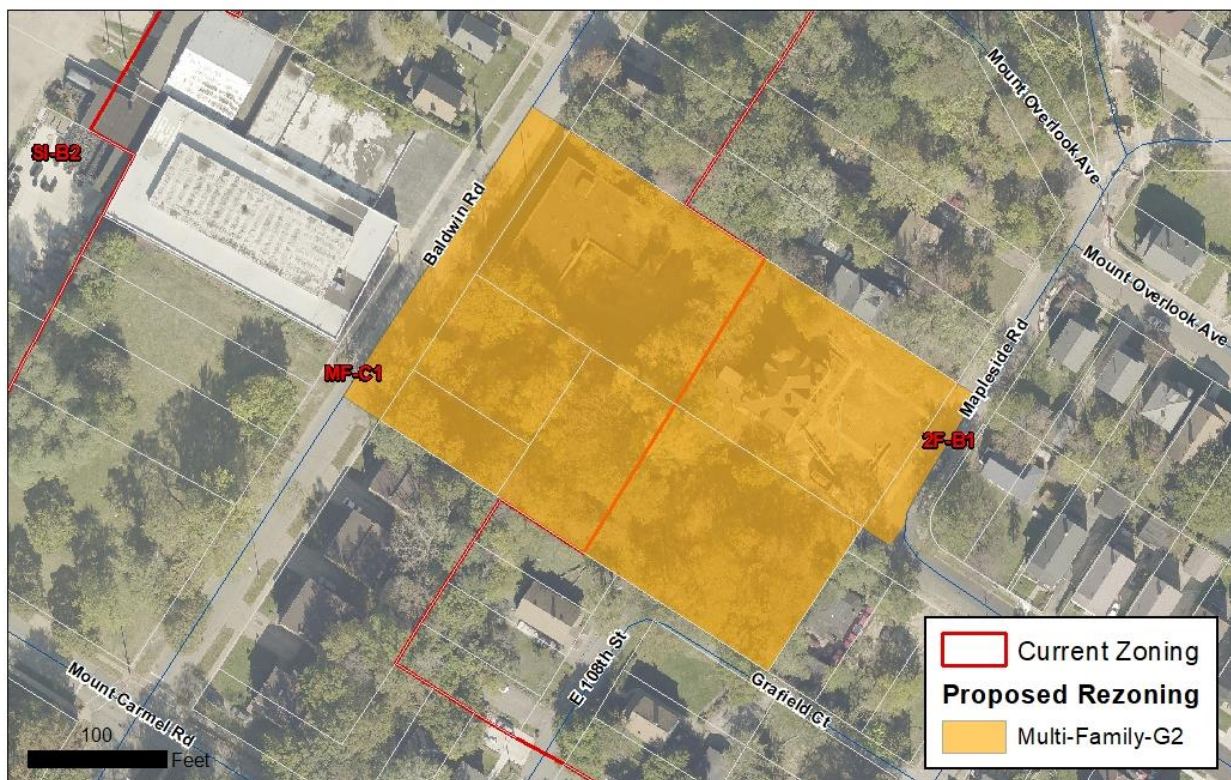 Mount Overlook Ave
SI-B2
Baldwin Rd
Mount Overlook Ave
Mapleside Rd
MF-C1
2F-B1
E 108th St
Grafield Ct
Mount Carmel Rd
100
Feet
Current Zoning
Proposed Rezoning
Multi-Family-G2